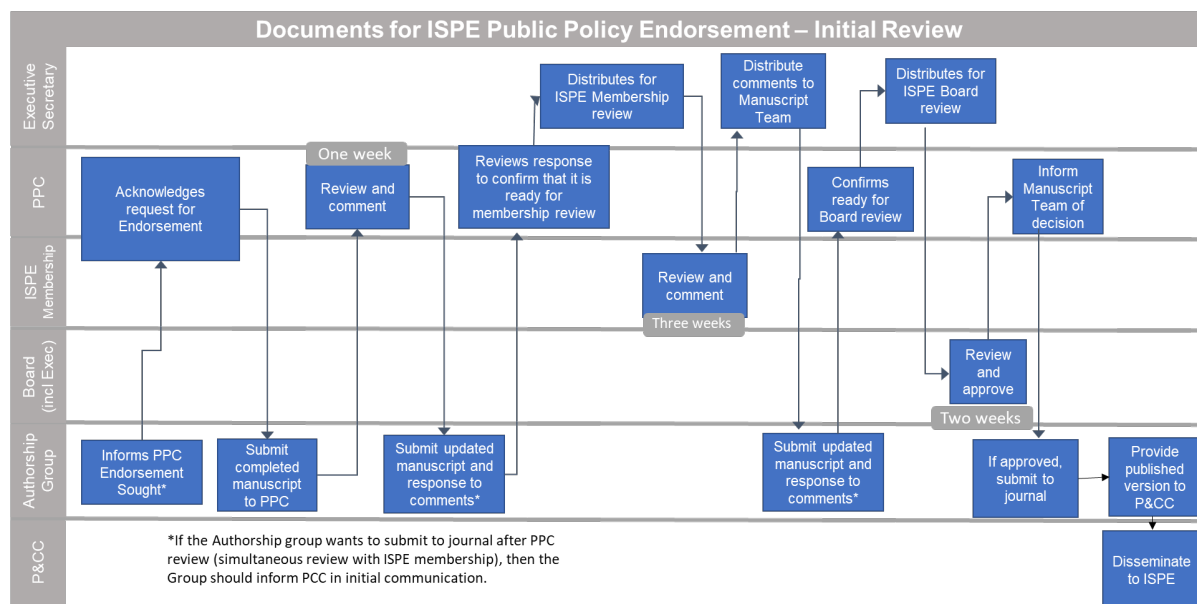 Documents for ISPE Public Policy Endorsement – Initial Review
Executive
Secretary
Distributes for
ISPE Membership
review
Distribute
comments to
Manuscript
Team
Distributes for
ISPE Board
review
PPC
Acknowledges
request for
Endorsement
One week
Review and
comment
Reviews response
to confirm that it is
ready for
membership review
Confirms
ready for
Board review
Inform
Manuscript
Team of
decision
ISPE
Membership
Review and
comment
Three weeks
Board
(incl Exec)
Review
and
approve
Two weeks
Authorship
Group
Informs PPC
Endorsement
Sought*
Submit
completed
manuscript
to PPC
Submit updated
manuscript and
response to
comments*
Submit updated
manuscript and
response to
comments*
If approved,
submit to
journal
Provide
published
version to
P&CC
P&CC
*If the Authorship group wants to submit to journal after PPC
review (simultaneous review with ISPE membership), then the
Group should inform PCC in initial communication.
Disseminate
to ISPE